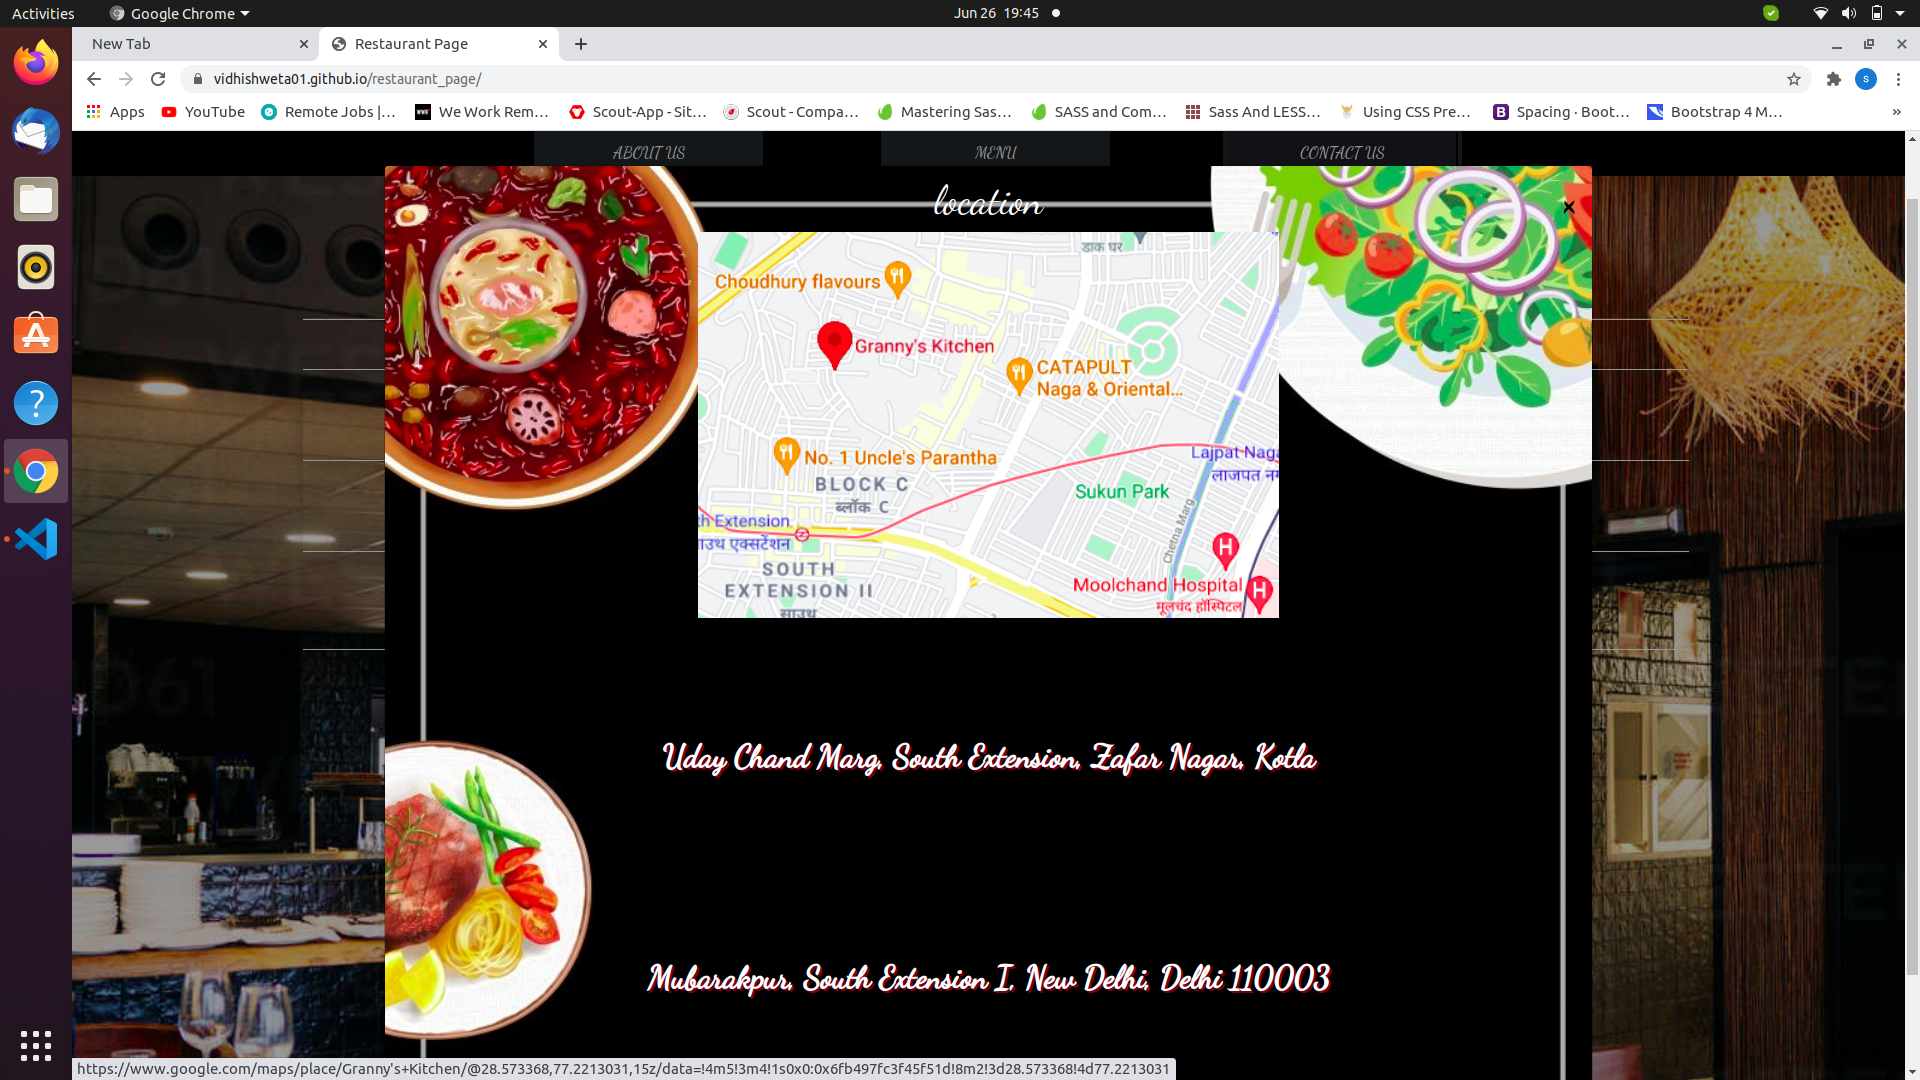 Activities
Google Chrome
Jun 26 19:45
New Tab
Restaurant Page
vidhishweta01.github.io/restaurant_page/
S
Apps
YouTube
Remote Jobs |...
We Work Rem...
Scout-App - Sit...
Scout - Compa...
Mastering Sas...
SASS and Com...
Sass And LESS...
Using CSS Pre...
Spacing · Boot...
Bootstrap 4 M...
»
ABOUT US
MENU
CONTACT US
location
डाक घर
Choudhury flavours
Granny's Kitchen
CATAPULT
Naga & Oriental...
No. 1 Uncle's Parantha
BLOCK C
ब्लॉक C
Lajpat Naga
लाजपत न
Sukun Park
Chetna Marg
th Extension
ाउथ एक्सटेंशन
SOUTH
EXTENSION II
साउथ
Moolchand Hospital
मूलचंद हॉस्पिटल
H
H
Uday Chand Marg, South Extension, Zafar Nagar, Kotla
Mubarakpur, South Extension I, New Delhi, Delhi 110003
https://www.google.com/maps/place/Granny's+Kitchen/@28.573368,77.2213031,15z/data=!4m5!3m4!1s0x0:0x6fb497fc3f45f51d!8m2!3d28.573368!4d77.2213031